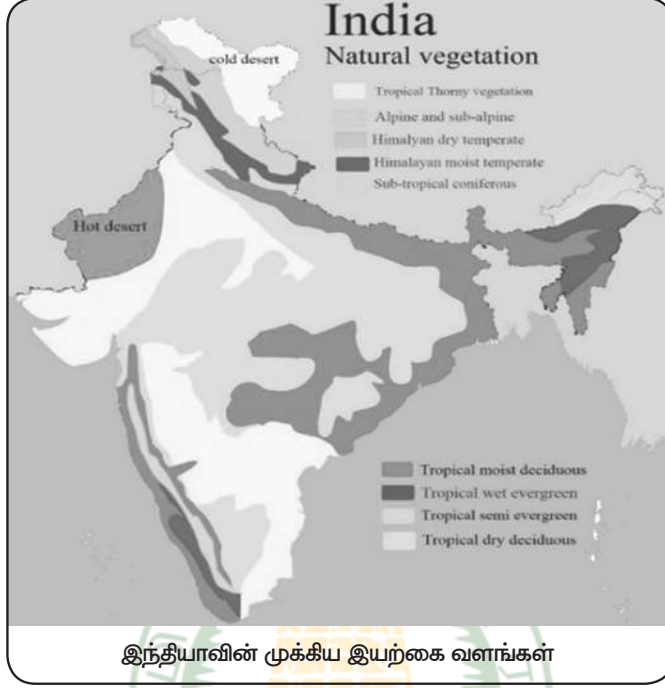 India
Natural vegetation
cold desert
Tropical Thorny vegetation
Alpine and sub-alpine
Himalyan dry temperate
Himalayan moist temperate
Sub-tropical coniferous
Hot desert
Tropical moist deciduous
Tropical wet evergreen
Tropical semi evergreen
Tropical dry deciduous
இந்தியாவின் முக்கிய இயற்கை வளங்கள்